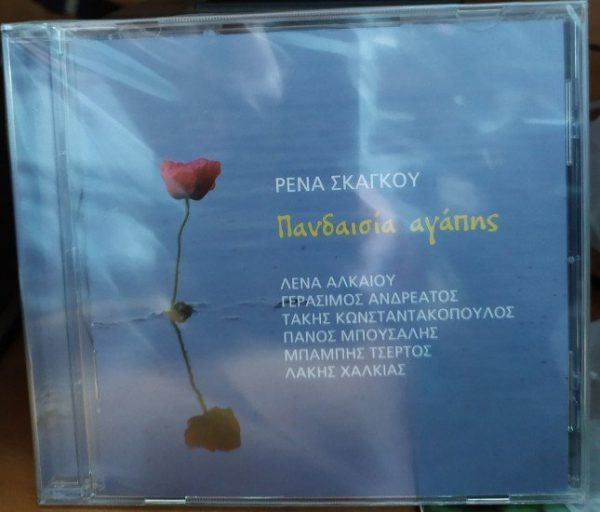 ΡΕΝΑ ΣΚΑΓΚΟΥ
Πανδαισία αγάπης
ΛΕΝΑ ΑΛΚΑΙΟΥ
ΓΕΡΑΣΙΜΟΣ ΑΝΔΡΕΑΤΟΣ
ΤΑΚΗΣ ΚΩΝΣΤΑΝΤΑΚΟΠΟΥΛΟΣ
ΠΑΝΟΣ ΜΠΟΥΣΑΛΗΣ
ΜΠΑΜΠΗΣ ΤΣΕΡΤΟΣ
ΛΑΚΗΣ ΧΑΛΚΙΑΣ